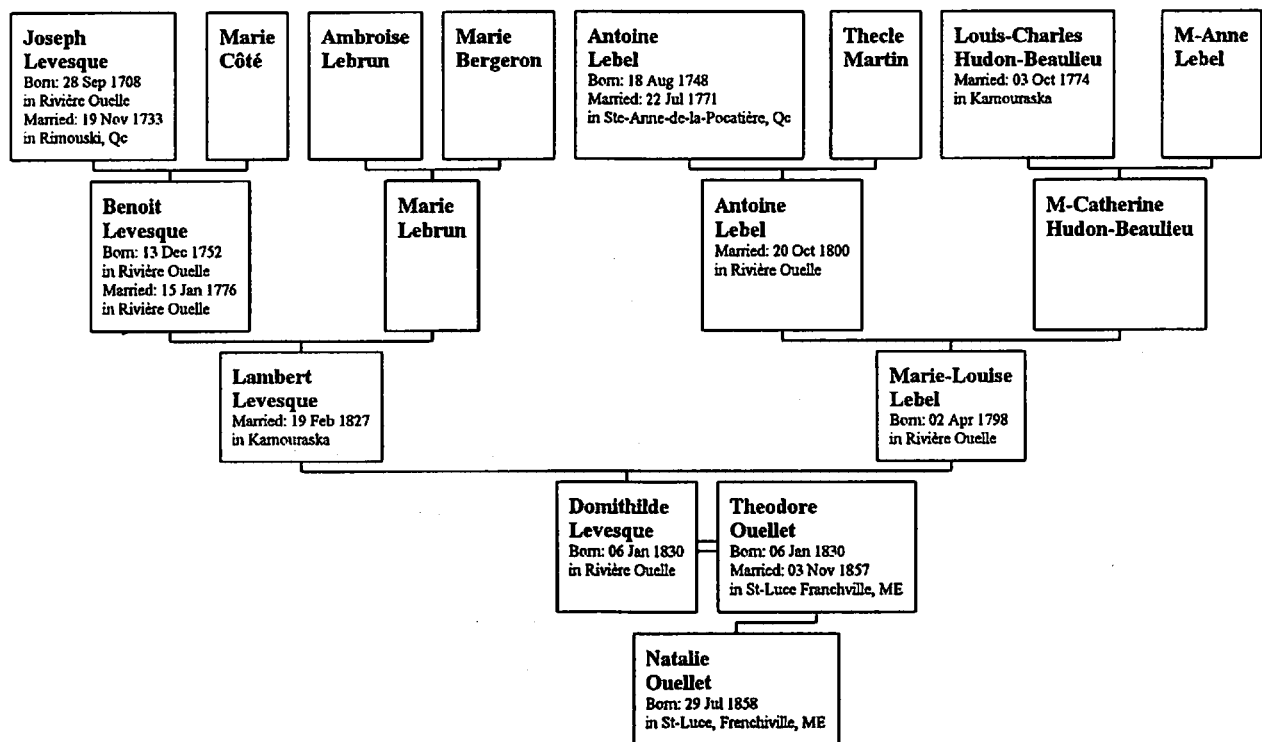 Joseph
Levesque
Born: 28 Sep 1708
in Rivière Ouelle
Married: 19 Nov 1733
in Rimouski, Qc
Marie
Côté
Ambroise
Lebrun
Marie
Bergeron
Antoine
Lebel
Born: 18 Aug 1748
Married: 22 Jul 1771
in Ste-Anne-de-la-Pocatière, Qc
Thecle
Martin
Louis-Charles
Hudon-Beaulieu
Married: 03 Oct 1774
in Kamouraska
M-Anne
Lebel
Benoit
Levesque
Born: 13 Dec 1752
in Rivière Ouelle
Married: 15 Jan 1776
in Rivière Ouelle
Marie
Lebrun
Antoine
Lebel
Married: 20 Oct 1800
in Rivière Ouelle
M-Catherine
Hudon-Beaulieu
Lambert
Levesque
Married: 19 Feb 1827
in Kamouraska
Marie-Louise
Lebel
Born: 02 Apr 1798
in Rivière Ouelle
Domithilde
Levesque
Born: 06 Jan 1830
in Rivière Ouelle
Theodore
Ouellet
Born: 06 Jan 1830
Married: 03 Nov 1857
in St-Luce Franchville, ME
Natalie
Ouellet
Born: 29 Jul 1858
in St-Luce, Frenchiville, ME